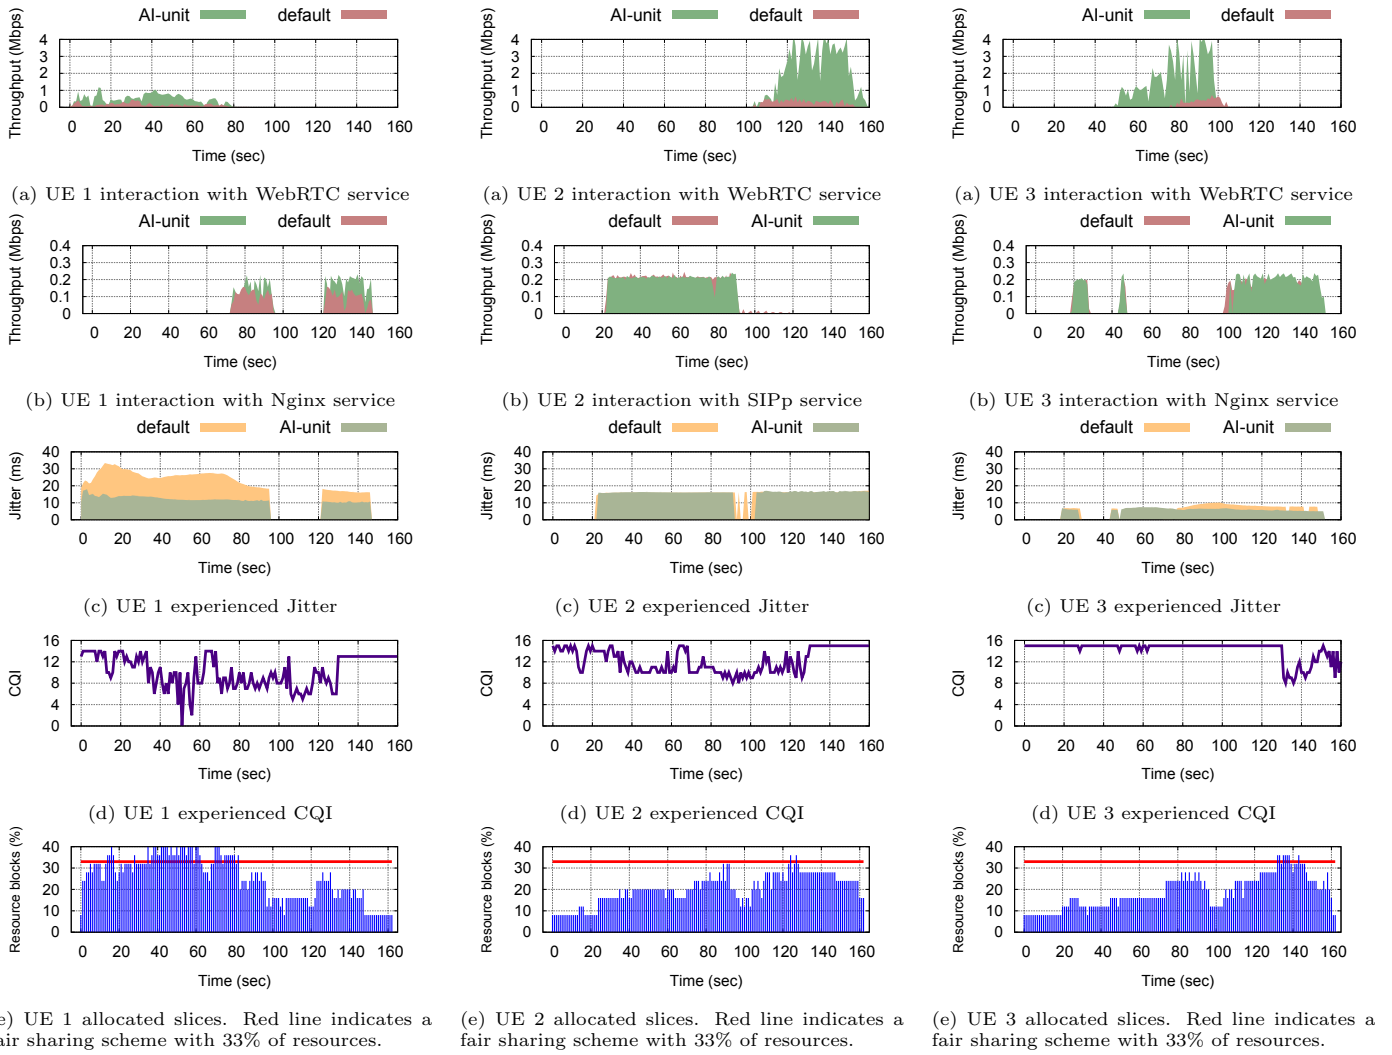 AI-unit default
Throughput (Mbps)
4
3
2
1
0
0 20 40 60 80 100 120 140 160
Time (sec)
(a) UE 1 interaction with WebRTC service
AI-unit default
Throughput (Mbps)
4
3
2
1
0
0 20 40 60 80 100 120 140 160
Time (sec)
(a) UE 2 interaction with WebRTC service
AI-unit default
Throughput (Mbps)
4
3
2
1
0
0 20 40 60 80 100 120 140 160
Time (sec)
(a) UE 3 interaction with WebRTC service
AI-unit default
Throughput (Mbps)
0.4
0.3
0.2
0.1
0
0 20 40 60 80 100 120 140 160
Time (sec)
(b) UE 1 interaction with Nginx service
default AI-unit
Throughput (Mbps)
0.4
0.3
0.2
0.1
0
0 20 40 60 80 100 120 140 160
Time (sec)
(b) UE 2 interaction with SIPp service
default AI-unit
Throughput (Mbps)
0.4
0.3
0.2
0.1
0
0 20 40 60 80 100 120 140 160
Time (sec)
(b) UE 3 interaction with Nginx service
default AI-unit
Jitter (ms)
40
30
20
10
0
0 20 40 60 80 100 120 140 160
Time (sec)
(c) UE 1 experienced Jitter
default AI-unit
Jitter (ms)
40
30
20
10
0
0 20 40 60 80 100 120 140 160
Time (sec)
(c) UE 2 experienced Jitter
default AI-unit
Jitter (ms)
40
30
20
10
0
0 20 40 60 80 100 120 140 160
Time (sec)
(c) UE 3 experienced Jitter
CQI
16
12
8
4
0
0 20 40 60 80 100 120 140 160
Time (sec)
(d) UE 1 experienced CQI
CQI
16
12
8
4
0
0 20 40 60 80 100 120 140 160
Time (sec)
(d) UE 2 experienced CQI
CQI
16
12
8
4
0
0 20 40 60 80 100 120 140 160
Time (sec)
(d) UE 3 experienced CQI
Resource blocks (%)
40
30
20
10
0
0 20 40 60 80 100 120 140 160
Time (sec)
e) UE 1 allocated slices. Red line indicates a
air sharing scheme with 33% of resources.
Resource blocks (%)
40
30
20
10
0
0 20 40 60 80 100 120 140 160
Time (sec)
(e) UE 2 allocated slices. Red line indicates a
fair sharing scheme with 33% of resources.
Resource blocks (%)
40
30
20
10
0
0 20 40 60 80 100 120 140 160
Time (sec)
(e) UE 3 allocated slices. Red line indicates a
fair sharing scheme with 33% of resources.